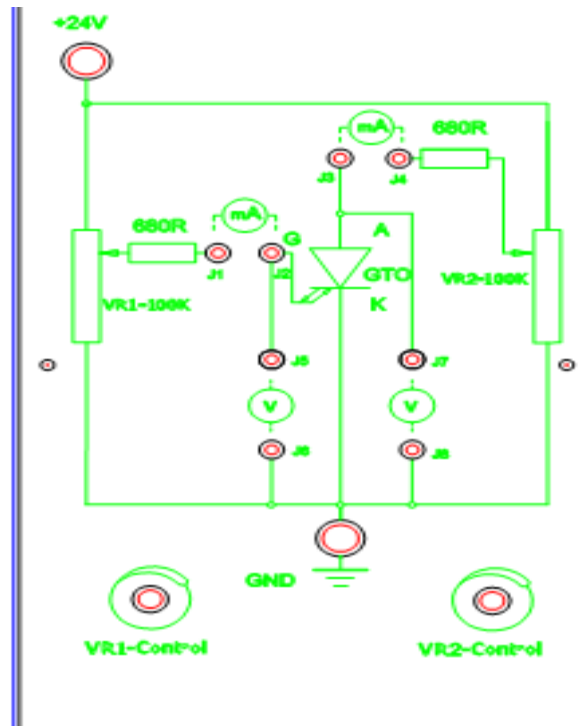 +24V
mA
680R
J3
J4
680R
mA
G
A
J1
J2
GTO
VR2-100K
VR1-100K
K
J5
J7
V
V
J6
J8
GND
VR1-Control
VR2-Control